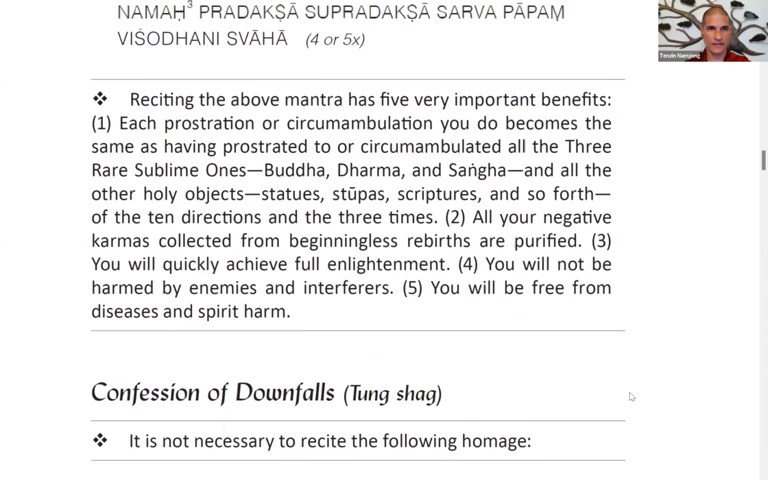 NAMAḤ3 PRADAKṢĀ SUPRADAKṢĀ SARVA PĀPAṂ
VIŚODHANI SVĀHĀ (4 or 5x)
❖ Reciting the above mantra has five very important benefits:
(1) Each prostration or circumambulation you do becomes the
same as having prostrated to or circumambulated all the Three
Rare Sublime Ones—Buddha, Dharma, and Saṅgha—and all the
other holy objects—statues, stūpas, scriptures, and so forth—
of the ten directions and the three times. (2) All your negative
karmas collected from beginningless rebirths are purified. (3)
You will quickly achieve full enlightenment. (4) You will not be
harmed by enemies and interferers. (5) You will be free from
diseases and spirit harm.
Confession of Downfalls (Tung shag)
❖ It is not necessary to recite the following homage:
Tenzin Namjong